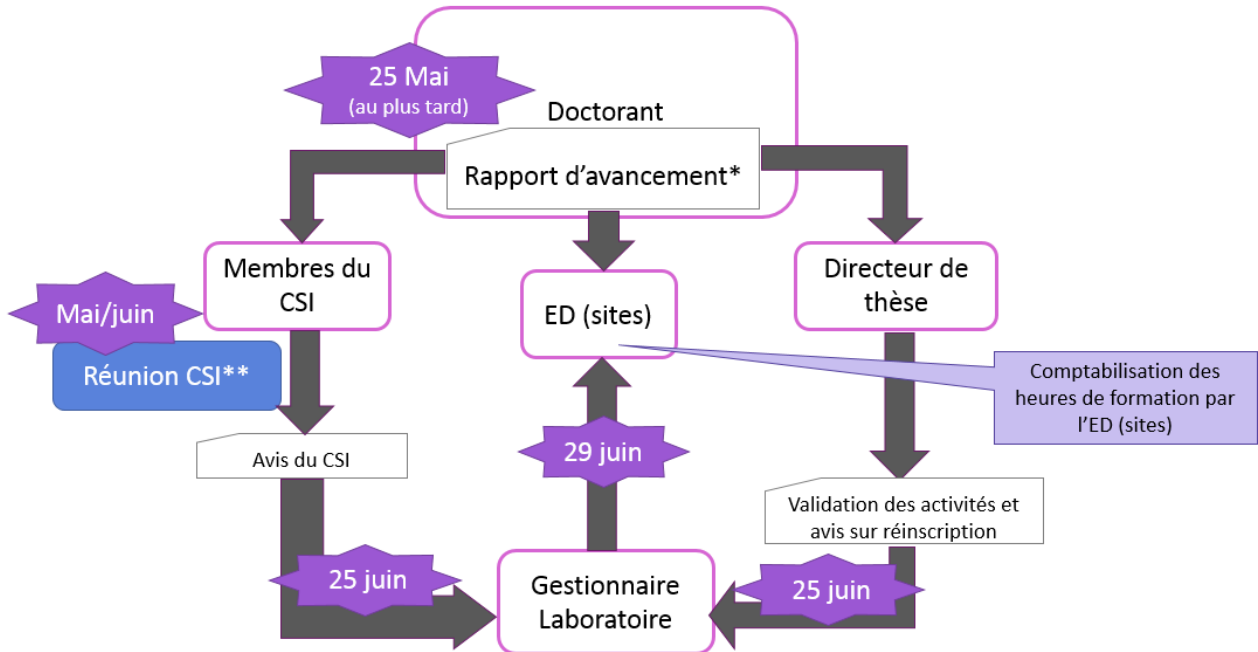 25 Mai
(au plus tard)
Doctorant
Rapport d’avancement*
Membres du
CSI
ED (sites)
Directeur de
thèse
Mai/juin
Réunion CSI**
Comptabilisation des
heures de formation par
l’ED (sites)
Avis du CSI
29 juin
Validation des activités et
avis sur réinscription
25 juin
Gestionnaire
Laboratoire
25 juin